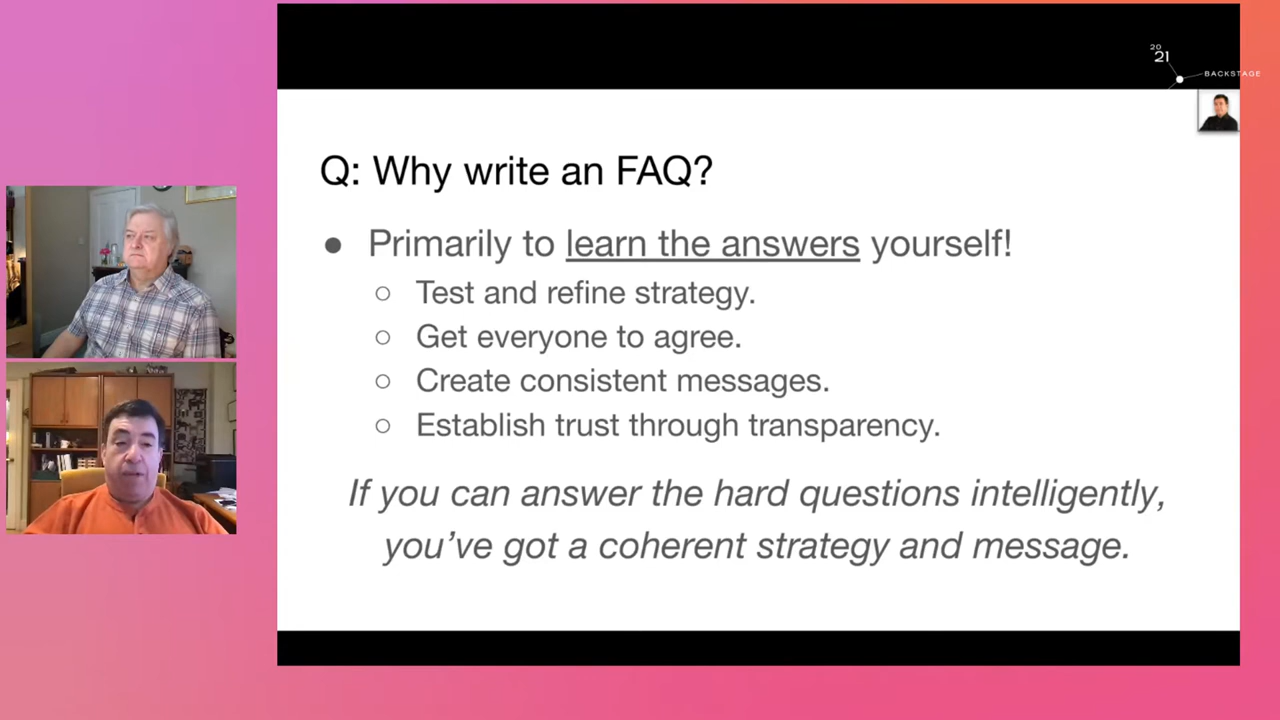 20
21
BACKSTAGE
Q: Why write an FAQ?
● Primarily to learn the answers yourself!
○ Test and refine strategy.
○ Get everyone to agree.
○ Create consistent messages.
○ Establish trust through transparency.
If you can answer the hard questions intelligently,
you've got a coherent strategy and message.